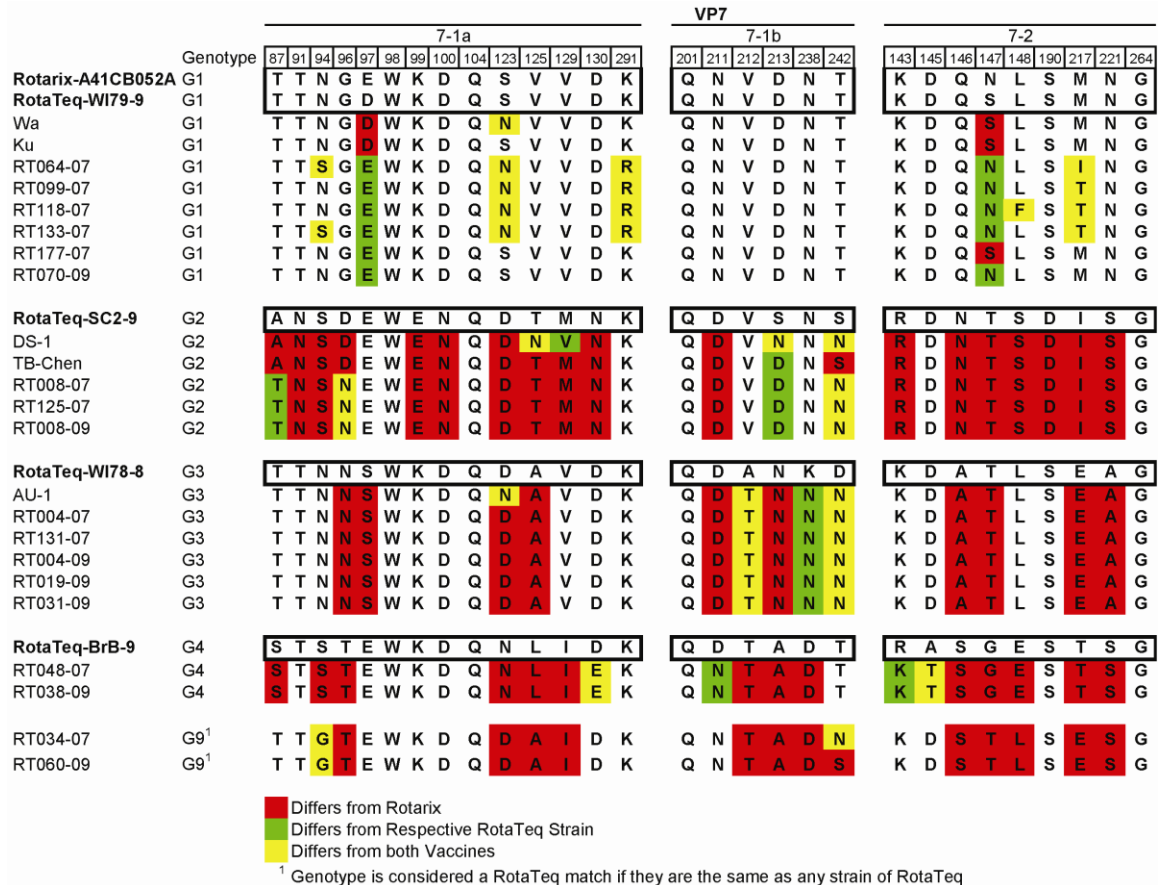 VP7
7-1a 7-1b 7-2
Genotype 87 91 94 96 97 98 99 100 104 123 125 129 130 291 201 211 212 213 238 242 143 145 146 147 148 190 217 221 264
Rotarix-A41CB052A G1 T T N G E W K D Q S V V D K Q N V D N T K D Q N L S M N G
RotaTeq-WI79-9 G1 T T N G D W K D Q S V V D K Q N V D N T K D Q S L S M N G
Wa G1 T T N G D W K D Q N V V D K Q N V D N T K D Q S L S M N G
Ku G1 T T N G D W K D Q S V V D K Q N V D N T K D Q S L S M N G
RT064-07 G1 T T S G E W K D Q N V V D R Q N V D N T K D Q N L S I N G
RT099-07 G1 T T N G E W K D Q N V V D R Q N V D N T K D Q N L S T N G
RT118-07 G1 T T N G E W K D Q N V V D R Q N V D N T K D Q N F S T N G
RT133-07 G1 T T S G E W K D Q N V V D R Q N V D N T K D Q N L S T N G
RT177-07 G1 T T N G E W K D Q S V V D K Q N V D N T K D Q S L S M N G
RT070-09 G1 T T N G E W K D Q S V V D K Q N V D N T K D Q N L S M N G
RotaTeq-SC2-9 G2 A N S D E W E N Q D T M N K Q D V S N S R D N T S D I S G
DS-1 G2 A N S D E W E N Q D N V N K Q D V N N N R D N T S D I S G
TB-Chen G2 A N S D E W E N Q D T M N K Q D V D N S R D N T S D I S G
RT008-07 G2 T N S N E W E N Q D T M N K Q D V D N N R D N T S D I S G
RT125-07 G2 T N S N E W E N Q D T M N K Q D V D N N R D N T S D I S G
RT008-09 G2 T N S N E W E N Q D T M N K Q D V D N N R D N T S D I S G
RotaTeq-WI78-8 G3 T T N N S W K D Q D A V D K Q D A N K D K D A T L S E A G
AU-1 G3 T T N N S W K D Q N A V D K Q D T N N N K D A T L S E A G
RT004-07 G3 T T N N S W K D Q D A V D K Q D T N N N K D A T L S E A G
RT131-07 G3 T T N N S W K D Q D A V D K Q D T N N N K D A T L S E A G
RT004-09 G3 T T N N S W K D Q D A V D K Q D T N N N K D A T L S E A G
RT019-09 G3 T T N N S W K D Q D A V D K Q D T N N N K D A T L S E A G
RT031-09 G3 T T N N S W K D Q D A V D K Q D T N N N K D A T L S E A G
RotaTeq-BrB-9 G4 S T S T E W K D Q N L I D K Q D T A D T R A S G E S T S G
RT048-07 G4 S T S T E W K D Q N L I E K Q N T A D T K T S G E S T S G
RT038-09 G4 S T S T E W K D Q N L I E K Q N T A D T K T S G E S T S G
RT034-07 G9¹ T T G T E W K D Q D A I D K Q N T A D N K D S T L S E S G
RT060-09 G9¹ T T G T E W K D Q D A I D K Q N T A D S K D S T L S E S G
Differs from Rotarix
Differs from Respective RotaTeq Strain
Differs from both Vaccines
¹ Genotype is considered a RotaTeq match if they are the same as any strain of RotaTeq